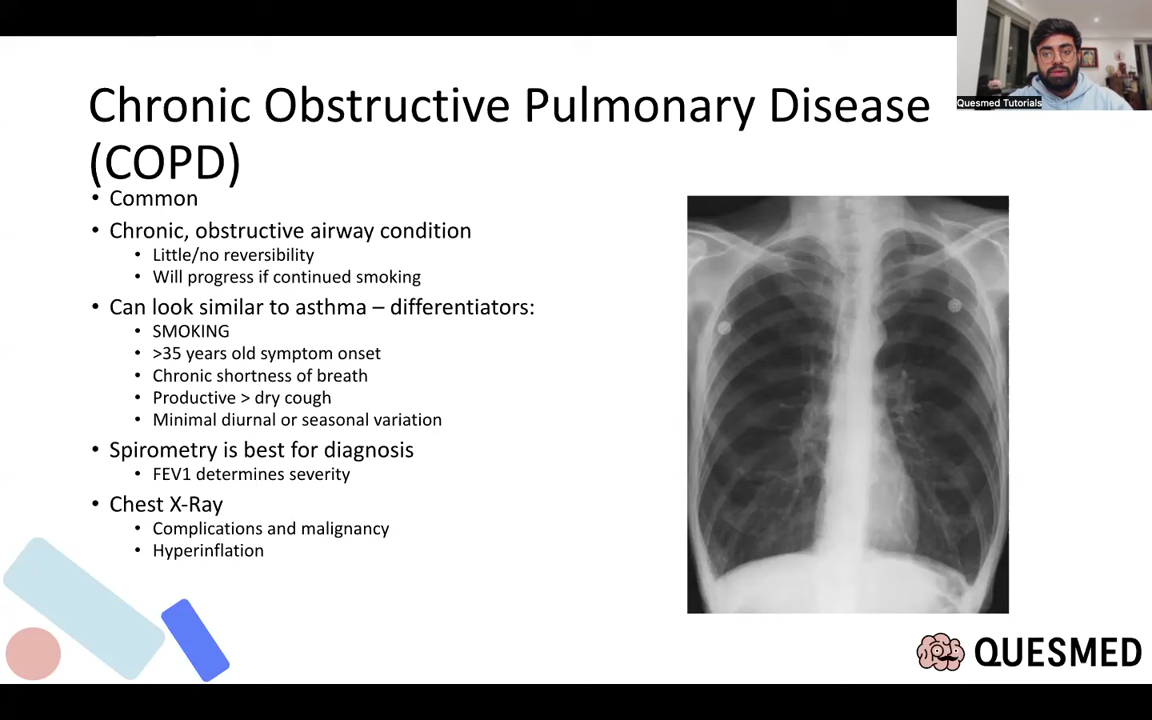 Chronic Obstructive Pulmonary Disease
(COPD)
• Common
• Chronic, obstructive airway condition
• Little/no reversibility
• Will progress if continued smoking
• Can look similar to asthma – differentiators:
• SMOKING
• >35 years old symptom onset
• Chronic shortness of breath
• Productive > dry cough
• Minimal diurnal or seasonal variation
• Spirometry is best for diagnosis
• FEV1 determines severity
• Chest X-Ray
• Complications and malignancy
• Hyperinflation
Quesmed Tutorials
QUESMED